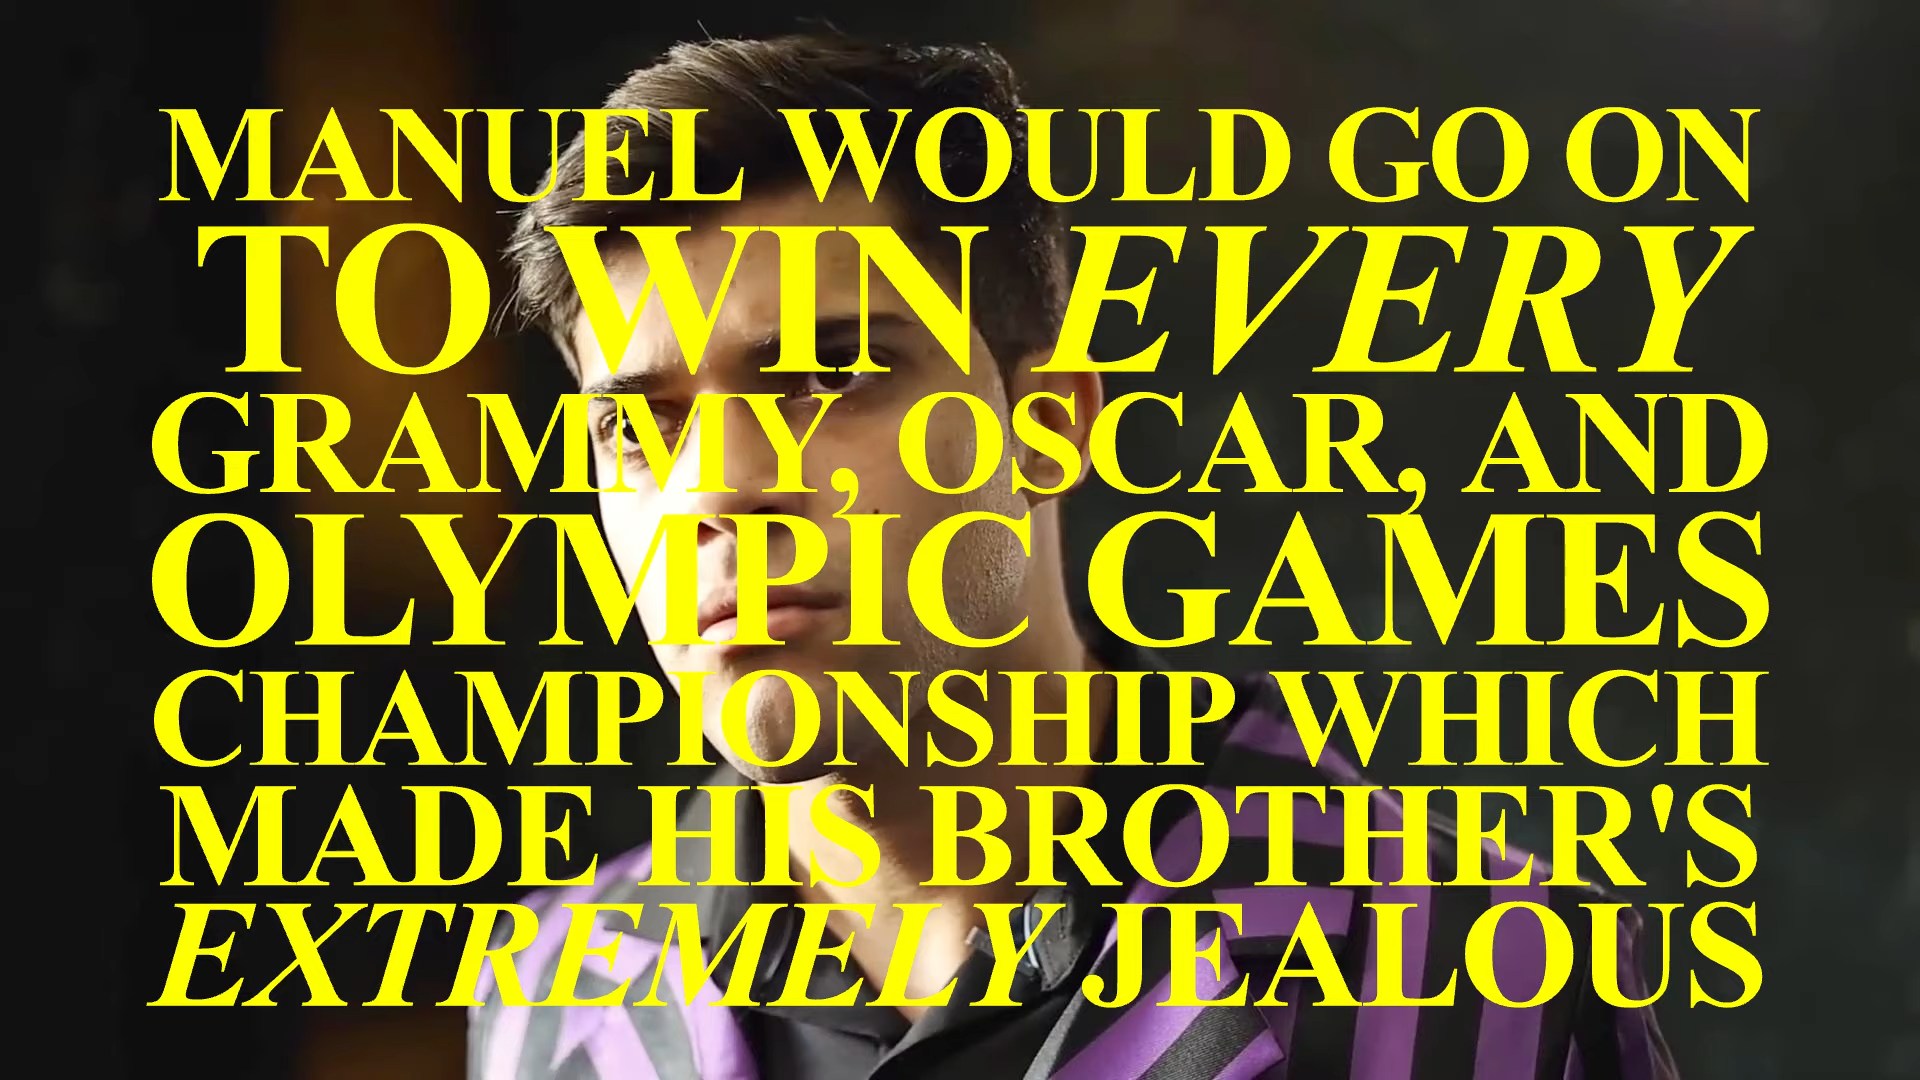 MANUEL WOULD GO ON
TO WIN EVERY
GRAMMY, OSCAR, AND
OLYMPIC GAMES
CHAMPIONSHIP WHICH
MADE HIS BROTHER'S
EXTREMELY JEALOUS